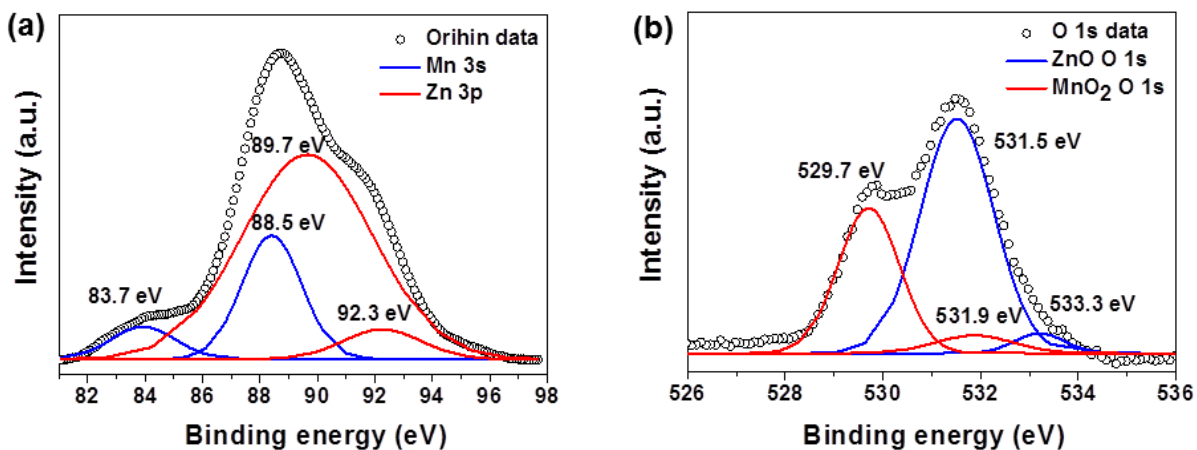 (a)
Orihin data
Mn 3s
Zn 3p
89.7 eV
88.5 eV
83.7 eV
92.3 eV
Intensity (a.u.)
82 84 86 88 90 92 94 96 98
Binding energy (eV)
(b)
O 1s data
ZnO O 1s
MnO2 O 1s
529.7 eV
531.5 eV
531.9 eV
533.3 eV
Intensity (a.u.)
526 528 530 532 534 536
Binding energy (eV)